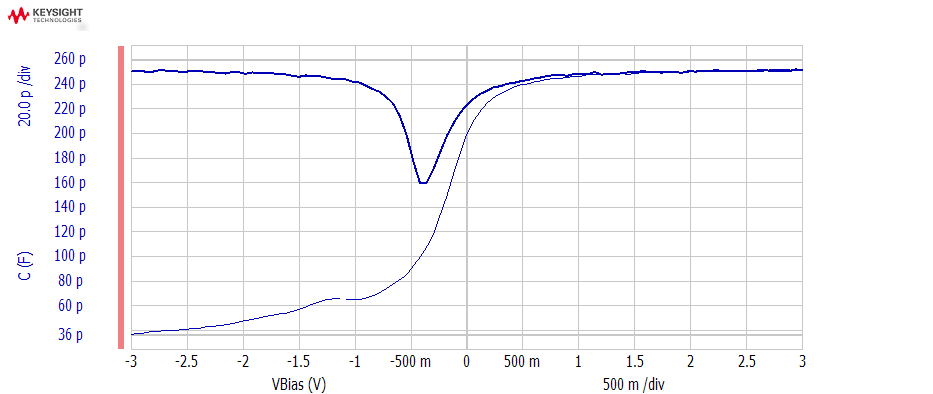 KEYSIGHT
TECHNOLOGIES
20.0 p /div
C (F)
260 p
240 p
220 p
200 p
180 p
160 p
140 p
120 p
100 p
80 p
60 p
36 p
-3 -2.5 -2 -1.5 -1 -500 m 0 500 m 1 1.5 2 2.5 3
VBias (V) 500 m /div